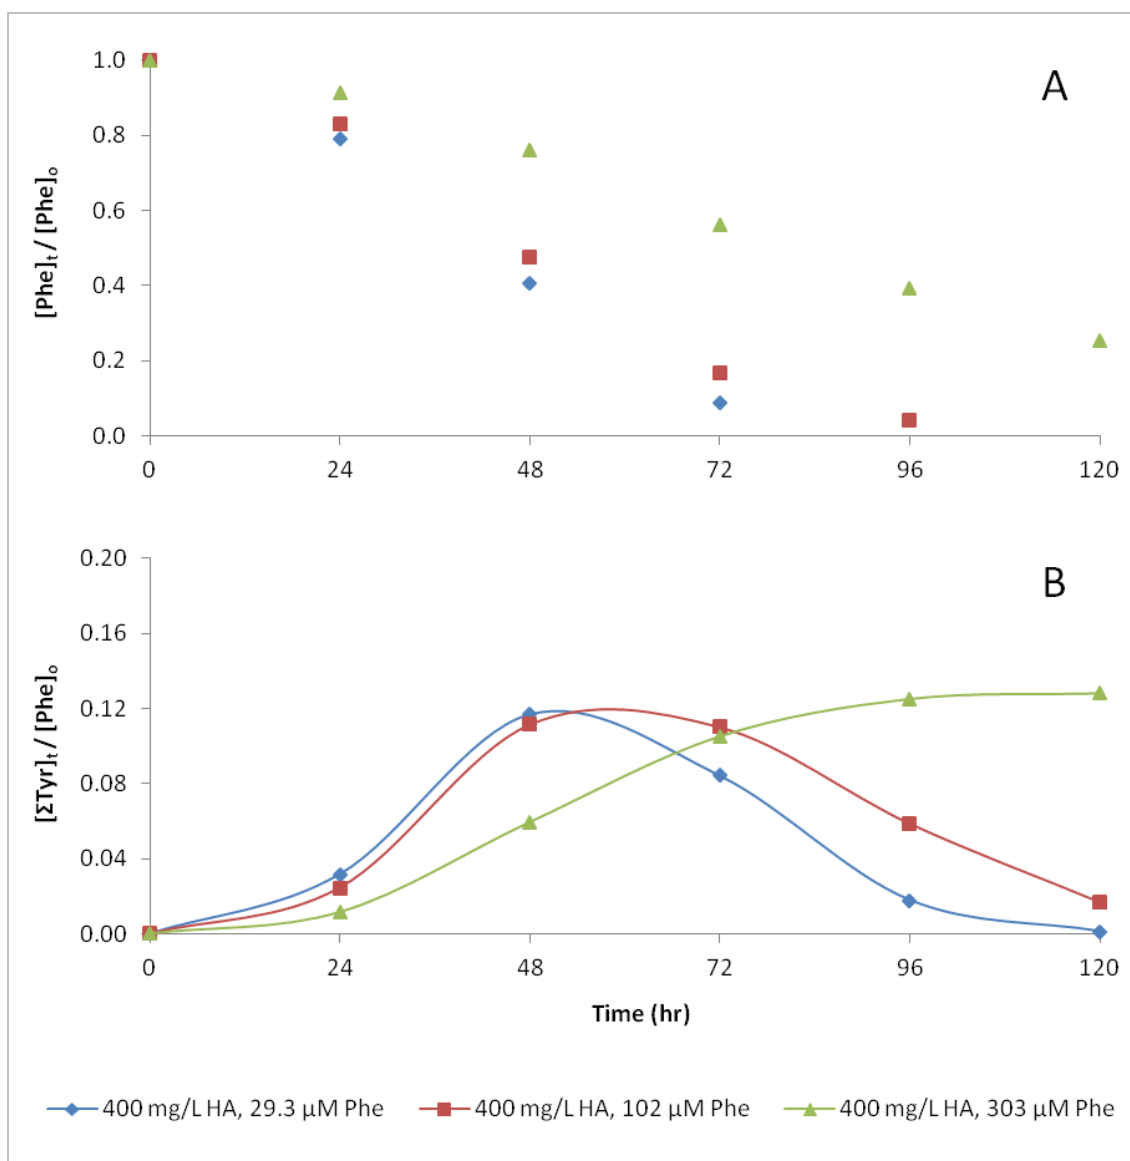 A
[Phe]ₜ / [Phe]ₒ
1.0
0.8
0.6
0.4
0.2
0.0
0 24 48 72 96 120
B
[ΣTyr]ₜ / [Phe]ₒ
0.20
0.16
0.12
0.08
0.04
0.00
0 24 48 72 96 120
Time (hr)
400 mg/L HA, 29.3 µM Phe 400 mg/L HA, 102 µM Phe 400 mg/L HA, 303 µM Phe